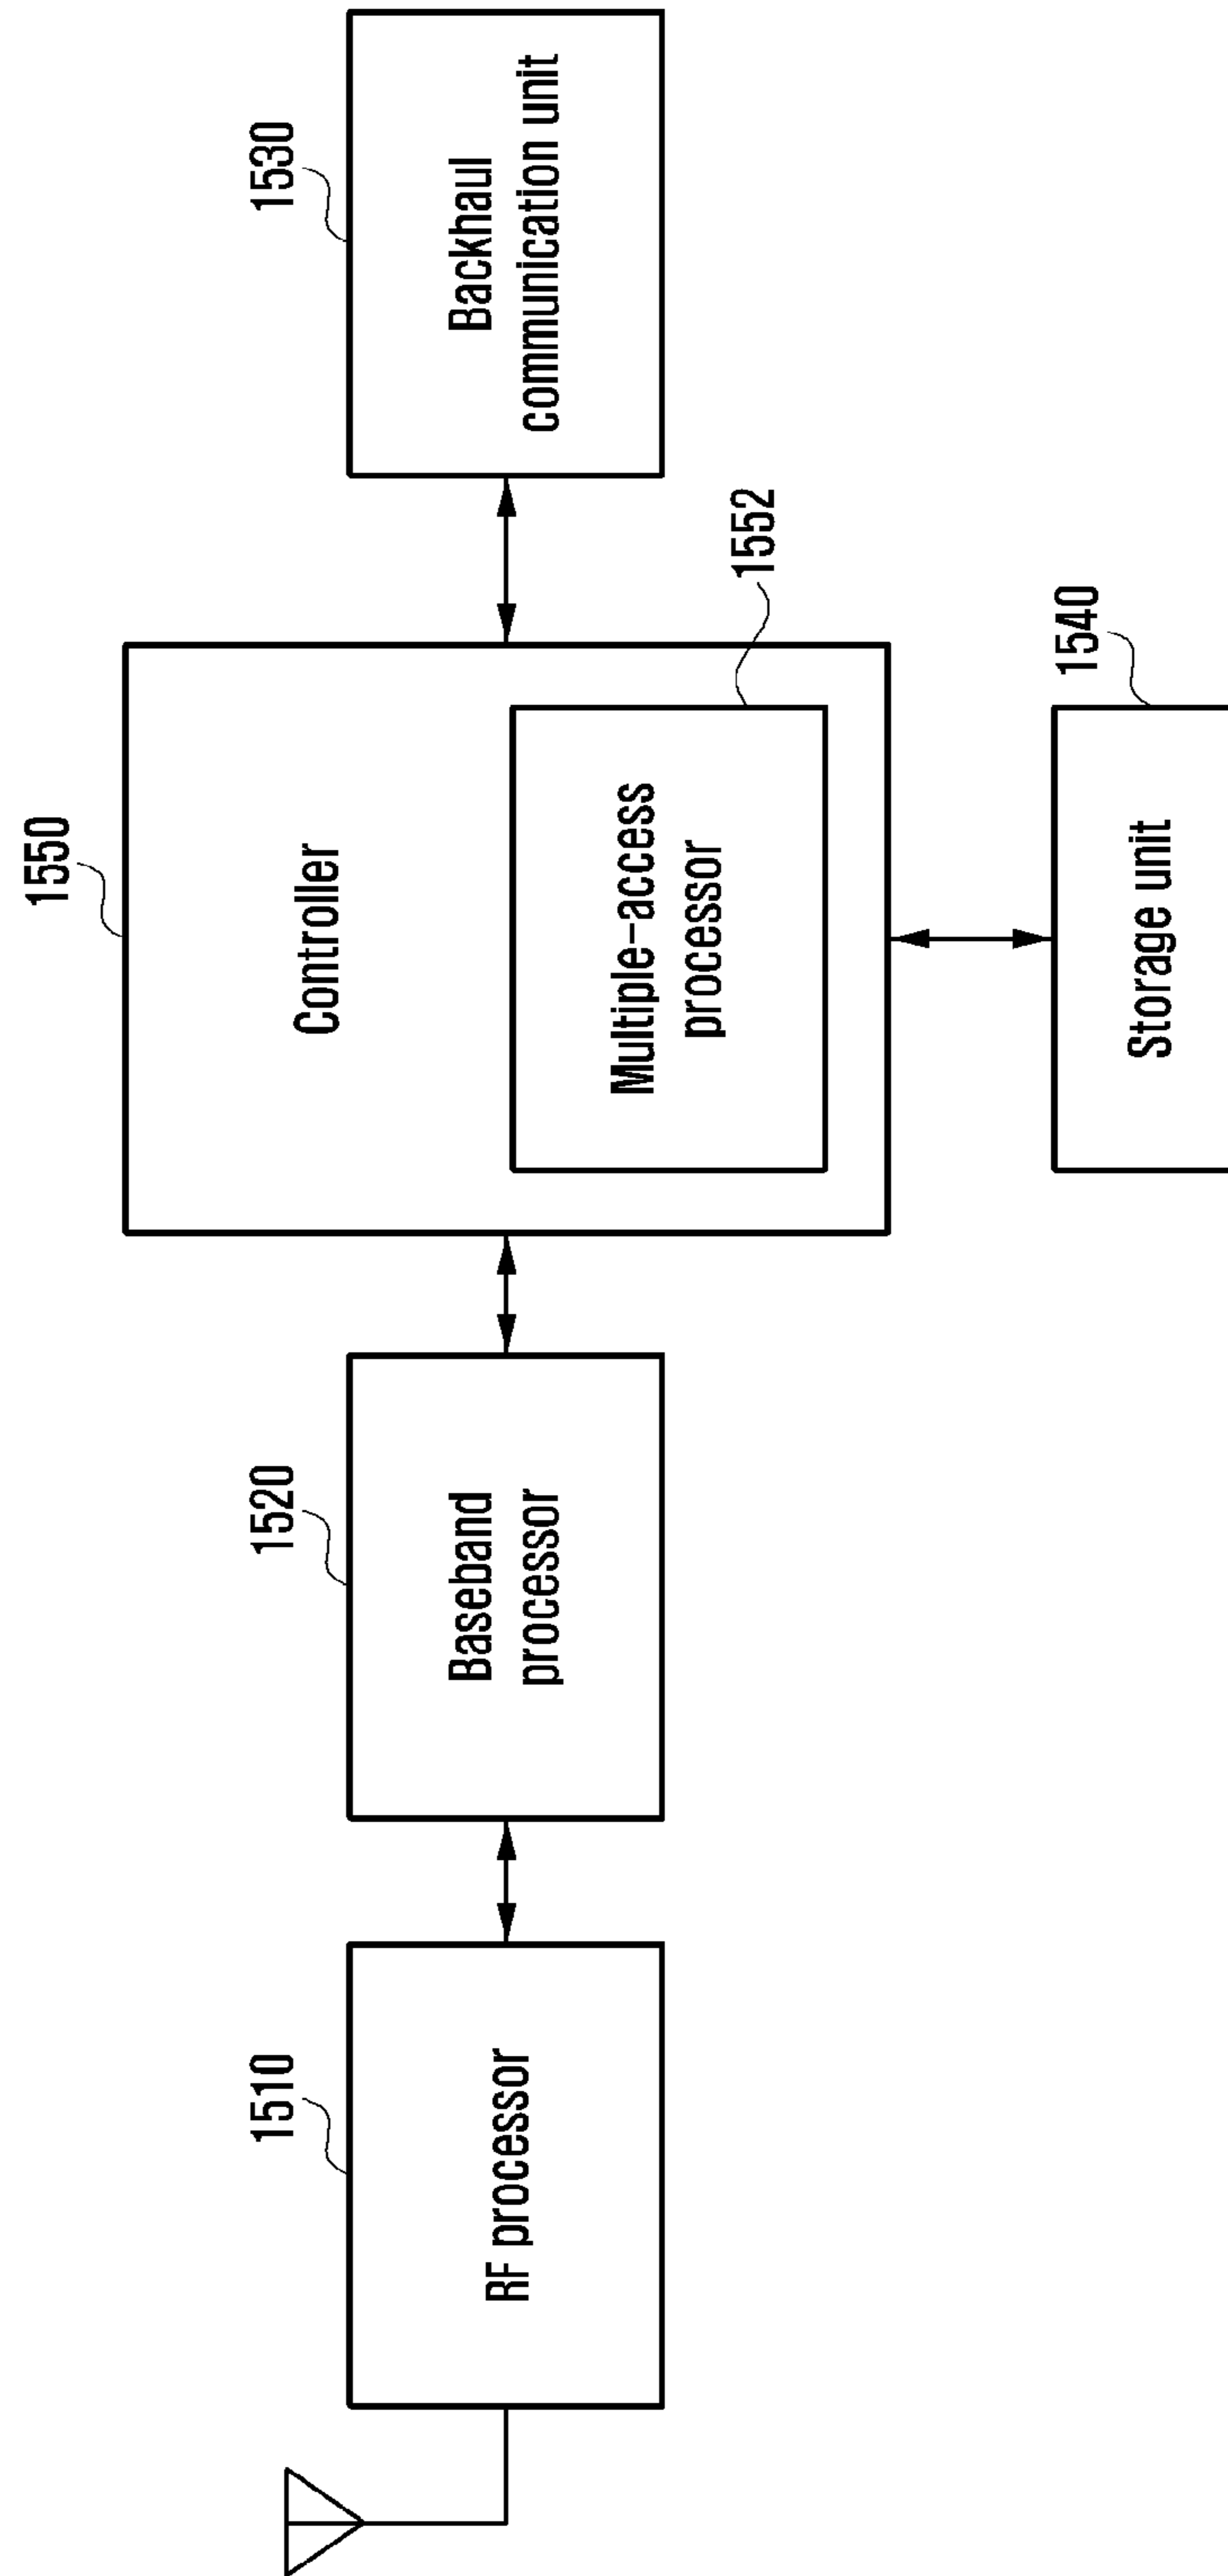 1550
1510
1520
1530
Controller
RF processor
Baseband
processor
Backhaul
communication unit
1552
Multiple-access
processor
1540
Storage unit